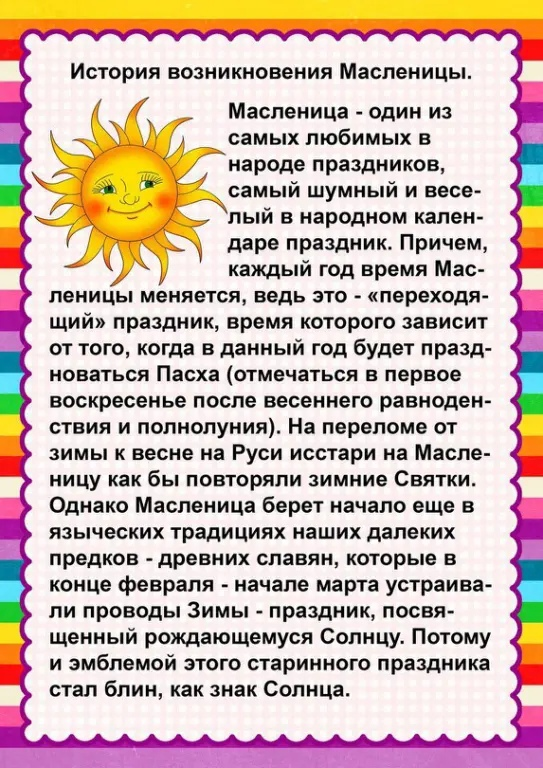 История возникновения Масленицы.
Масленица - один из
самых любимых в
народе праздников,
самый шумный и весе-
лый в народном кален-
даре праздник. Причем,
каждый год время Мас-
леницы меняется, ведь это - «переходя-
щий» праздник, время которого зависит
от того, когда в данный год будет празд-
новаться Пасха (отмечаться в первое
воскресенье после весеннего равноден-
ствия и полнолуния). На переломе от
зимы к весне на Руси исстари на Масле-
ницу как бы повторяли зимние Святки.
Однако Масленица берет начало еще в
языческих традициях наших далеких
предков - древних славян, которые в
конце февраля - начале марта устраива-
ли проводы Зимы - праздник, посвя-
щенный рождающемуся Солнцу. Потому
и эмблемой этого старинного праздника
стал блин, как знак Солнца.